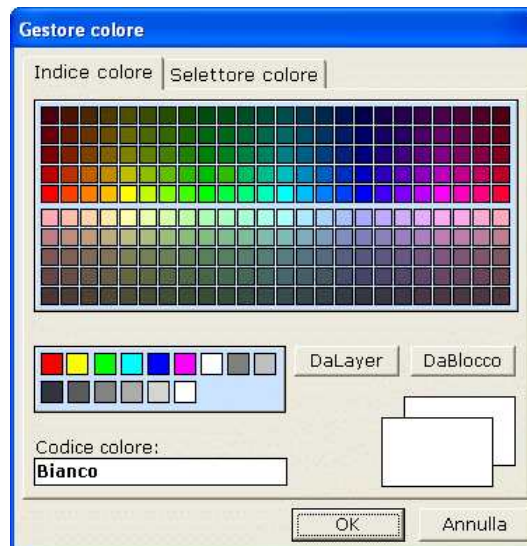 Gestore colore
Indice colore Selettore colore
DaLayer DaBlocco
Codice colore:
Bianco
OK Annulla